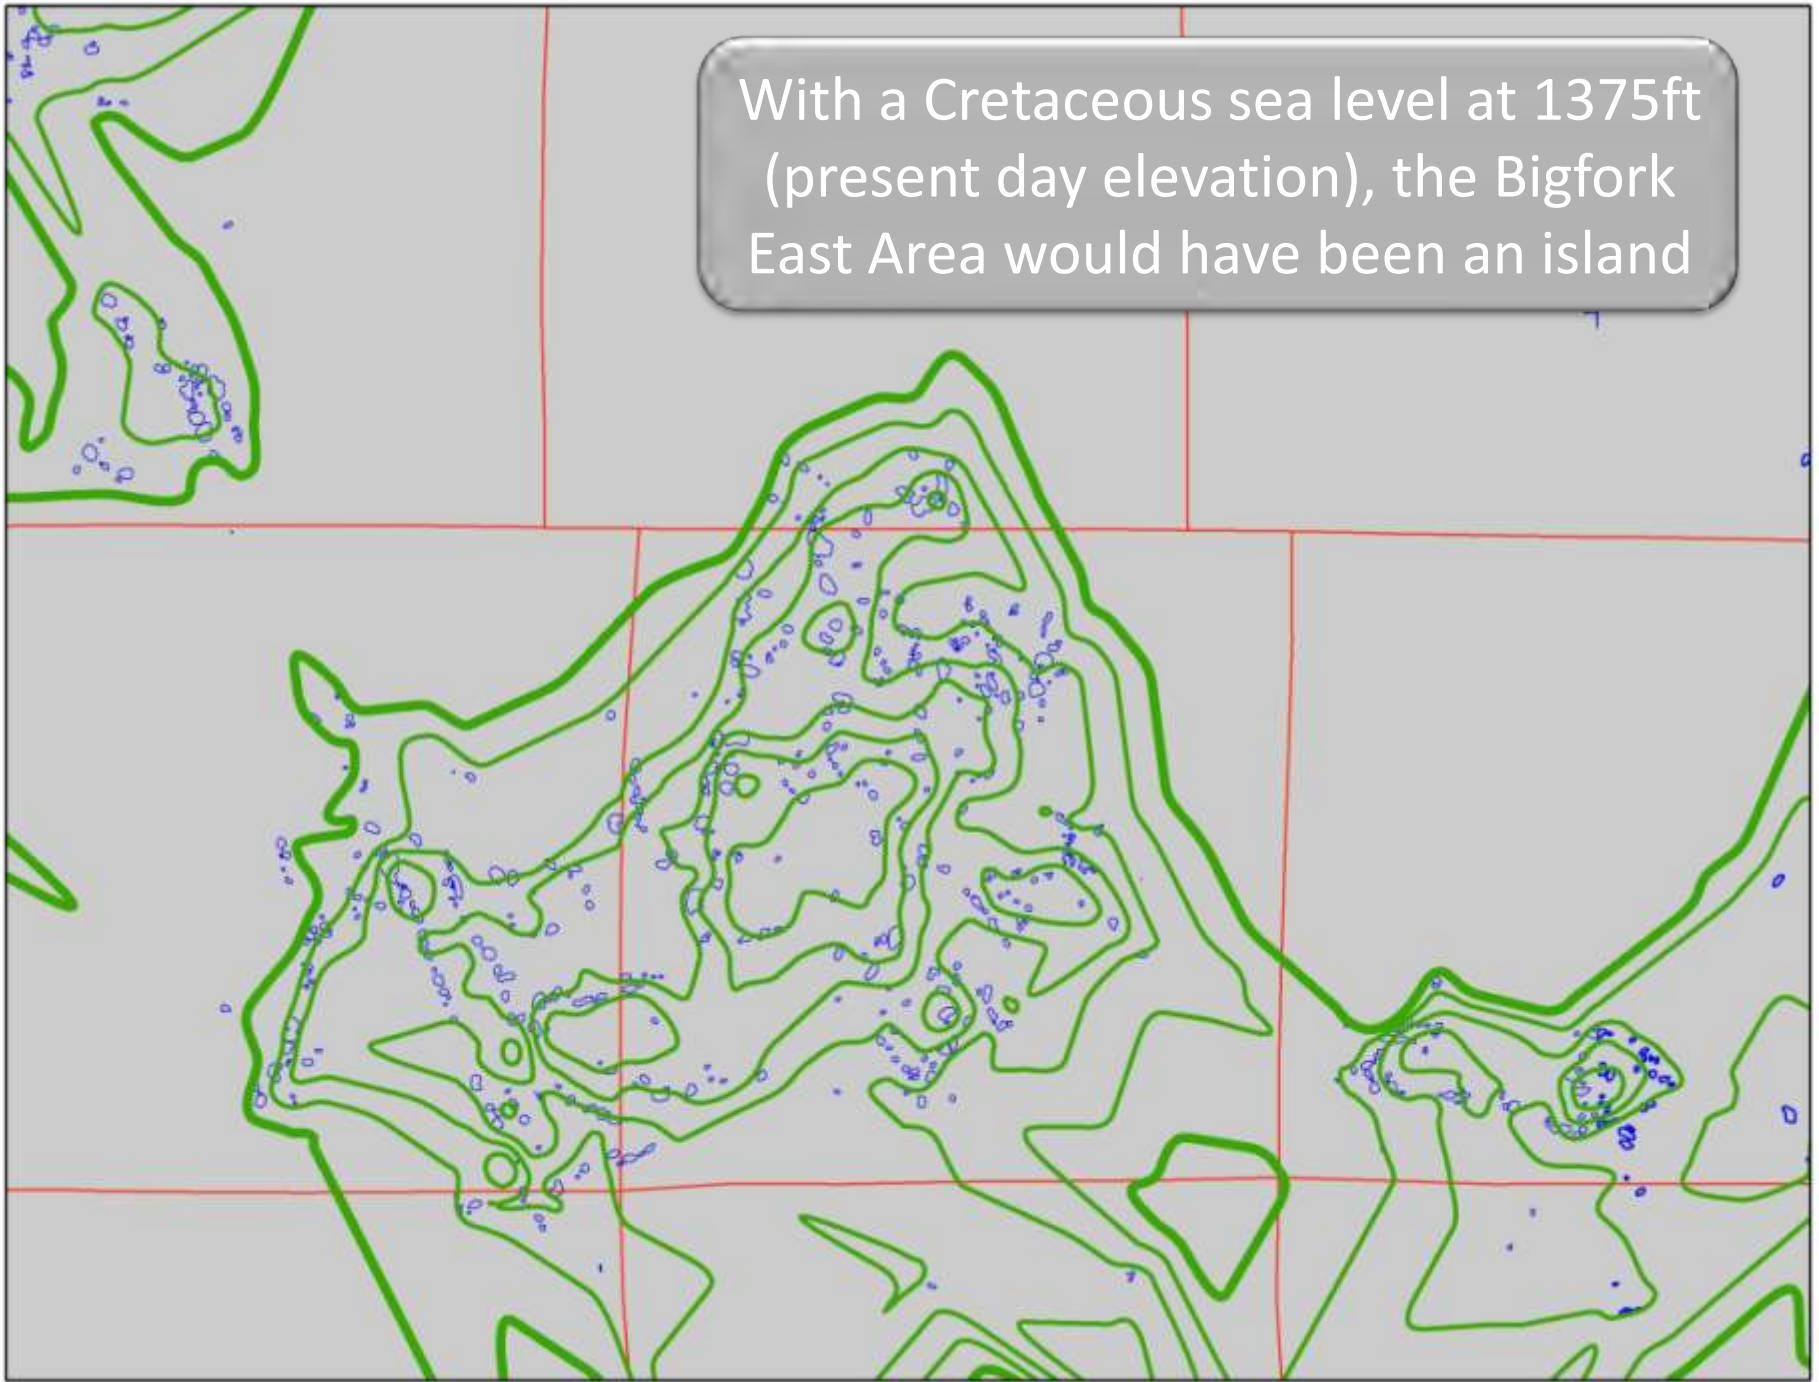 With a Cretaceous sea level at 1375ft
(present day elevation), the Bigfork
East Area would have been an island